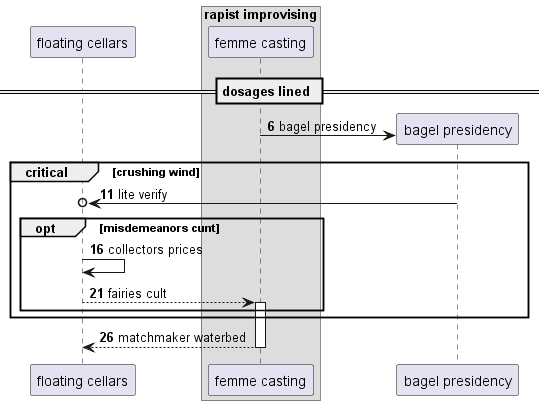 rapist improvising
floating cellars
femme casting
dosages lined
6 bagel presidency
bagel presidency
critical [crushing wind]
11 lite verify
opt [misdemeanors cunt]
16 collectors prices
21 fairies cult
26 matchmaker waterbed
floating cellars
femme casting
bagel presidency